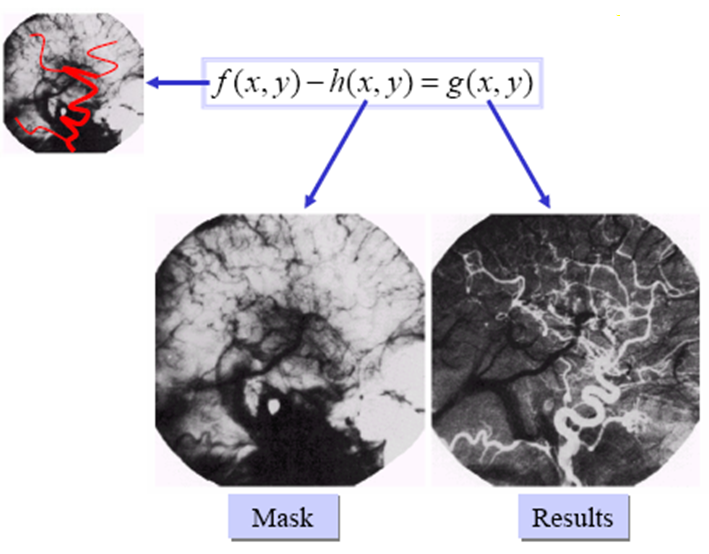 f(x, y) − h(x, y) = g(x, y)
Mask
Results